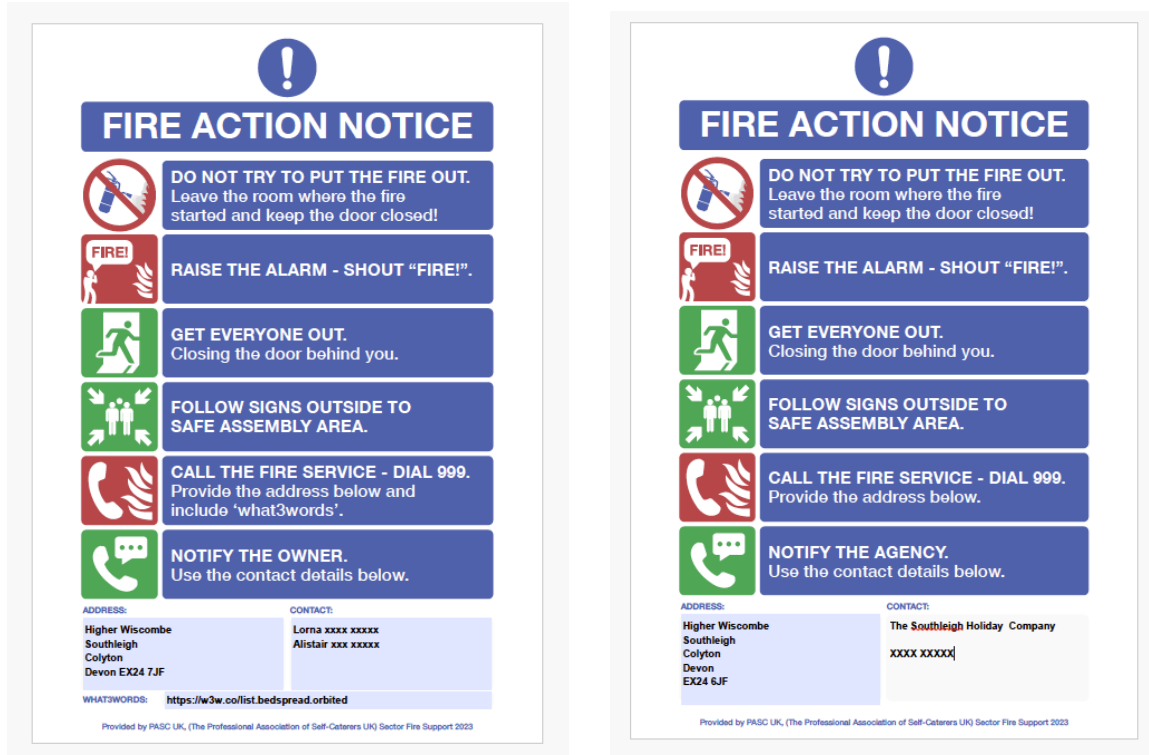 FIRE ACTION NOTICE
DO NOT TRY TO PUT THE FIRE OUT.
Leave the room where the fire
started and keep the door closed!
FIRE!
RAISE THE ALARM - SHOUT “FIRE!”.
GET EVERYONE OUT.
Closing the door behind you.
FOLLOW SIGNS OUTSIDE TO
SAFE ASSEMBLY AREA.
CALL THE FIRE SERVICE - DIAL 999.
Provide the address below and
include ‘what3words’.
NOTIFY THE OWNER.
Use the contact details below.
ADDRESS:
Higher Wiscombe
Southleigh
Colyton
Devon EX24 7JF
CONTACT:
Lorna xxxx xxxxx
Alistair xxx xxxxx
WHAT3WORDS: https://w3w.co/list.bedspread.orbited
Provided by PASC UK, (The Professional Association of Self-Caterers UK) Sector Fire Support 2023
FIRE ACTION NOTICE
DO NOT TRY TO PUT THE FIRE OUT.
Leave the room where the fire
started and keep the door closed!
FIRE!
RAISE THE ALARM - SHOUT “FIRE!”.
GET EVERYONE OUT.
Closing the door behind you.
FOLLOW SIGNS OUTSIDE TO
SAFE ASSEMBLY AREA.
CALL THE FIRE SERVICE - DIAL 999.
Provide the address below.
NOTIFY THE AGENCY.
Use the contact details below.
ADDRESS:
Higher Wiscombe
Southleigh
Colyton
Devon
EX24 6JF
CONTACT:
The Southleigh Holiday Company
XXXX XXXXX
Provided by PASC UK, (The Professional Association of Self-Caterers UK) Sector Fire Support 2023